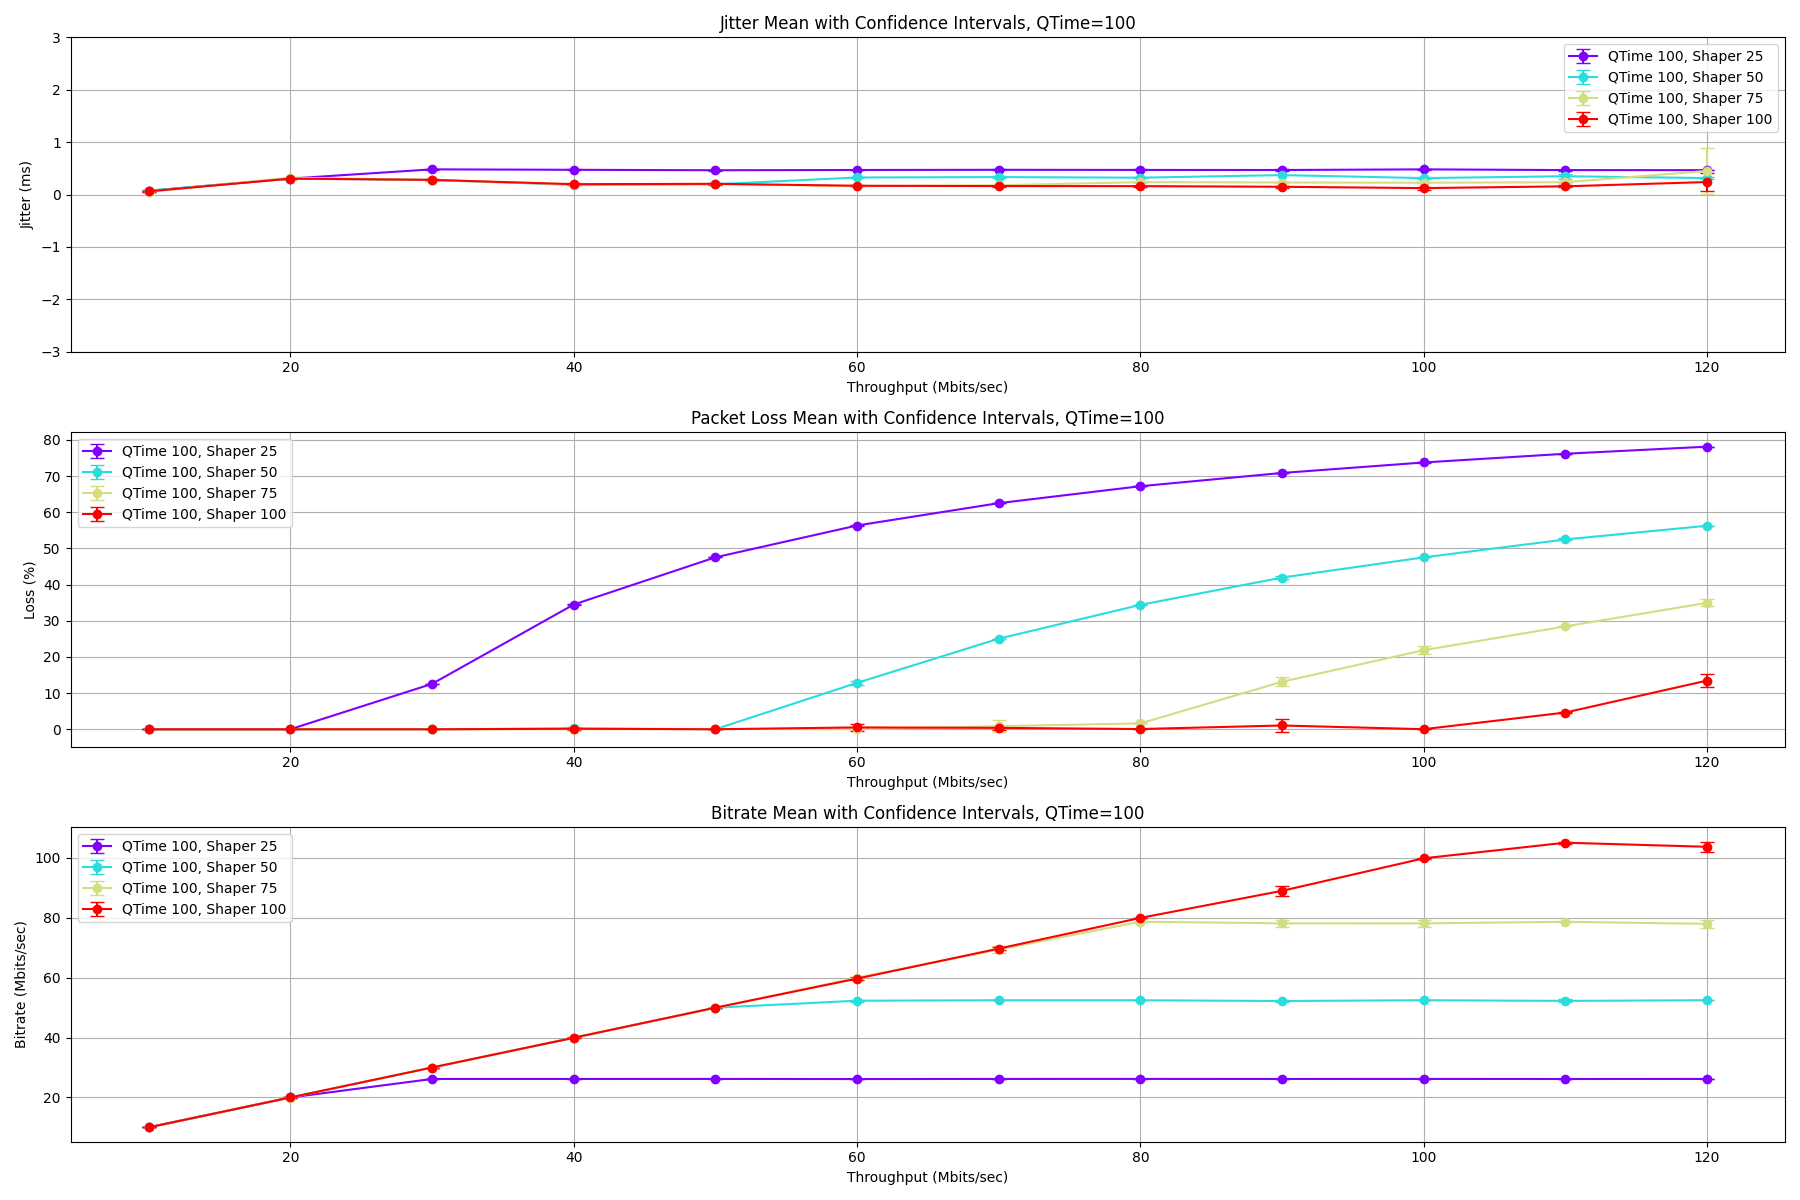 Jitter Mean with Confidence Intervals, QTime=100
QTime 100, Shaper 25
QTime 100, Shaper 50
QTime 100, Shaper 75
QTime 100, Shaper 100
Jitter (ms)
3
2
1
0
−1
−2
−3
20 40 60 80 100 120
Throughput (Mbits/sec)
Packet Loss Mean with Confidence Intervals, QTime=100
QTime 100, Shaper 25
QTime 100, Shaper 50
QTime 100, Shaper 75
QTime 100, Shaper 100
Loss (%)
80
70
60
50
40
30
20
10
0
20 40 60 80 100 120
Throughput (Mbits/sec)
Bitrate Mean with Confidence Intervals, QTime=100
QTime 100, Shaper 25
QTime 100, Shaper 50
QTime 100, Shaper 75
QTime 100, Shaper 100
Bitrate (Mbits/sec)
100
80
60
40
20
20 40 60 80 100 120
Throughput (Mbits/sec)